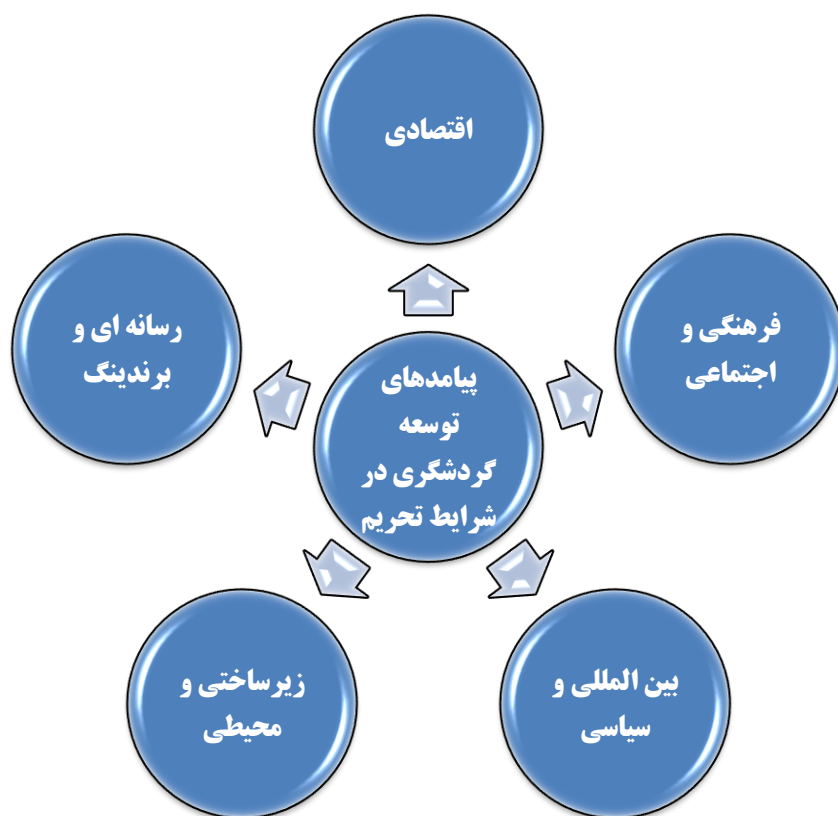 اقتصادی
فرهنگی و
اجتماعی
رسانه ای و
برندینگ
پیامدهای
توسعه
گردشگری در
شرایط تحریم
بین المللی و
سیاسی
زیرساختی و
محیطی